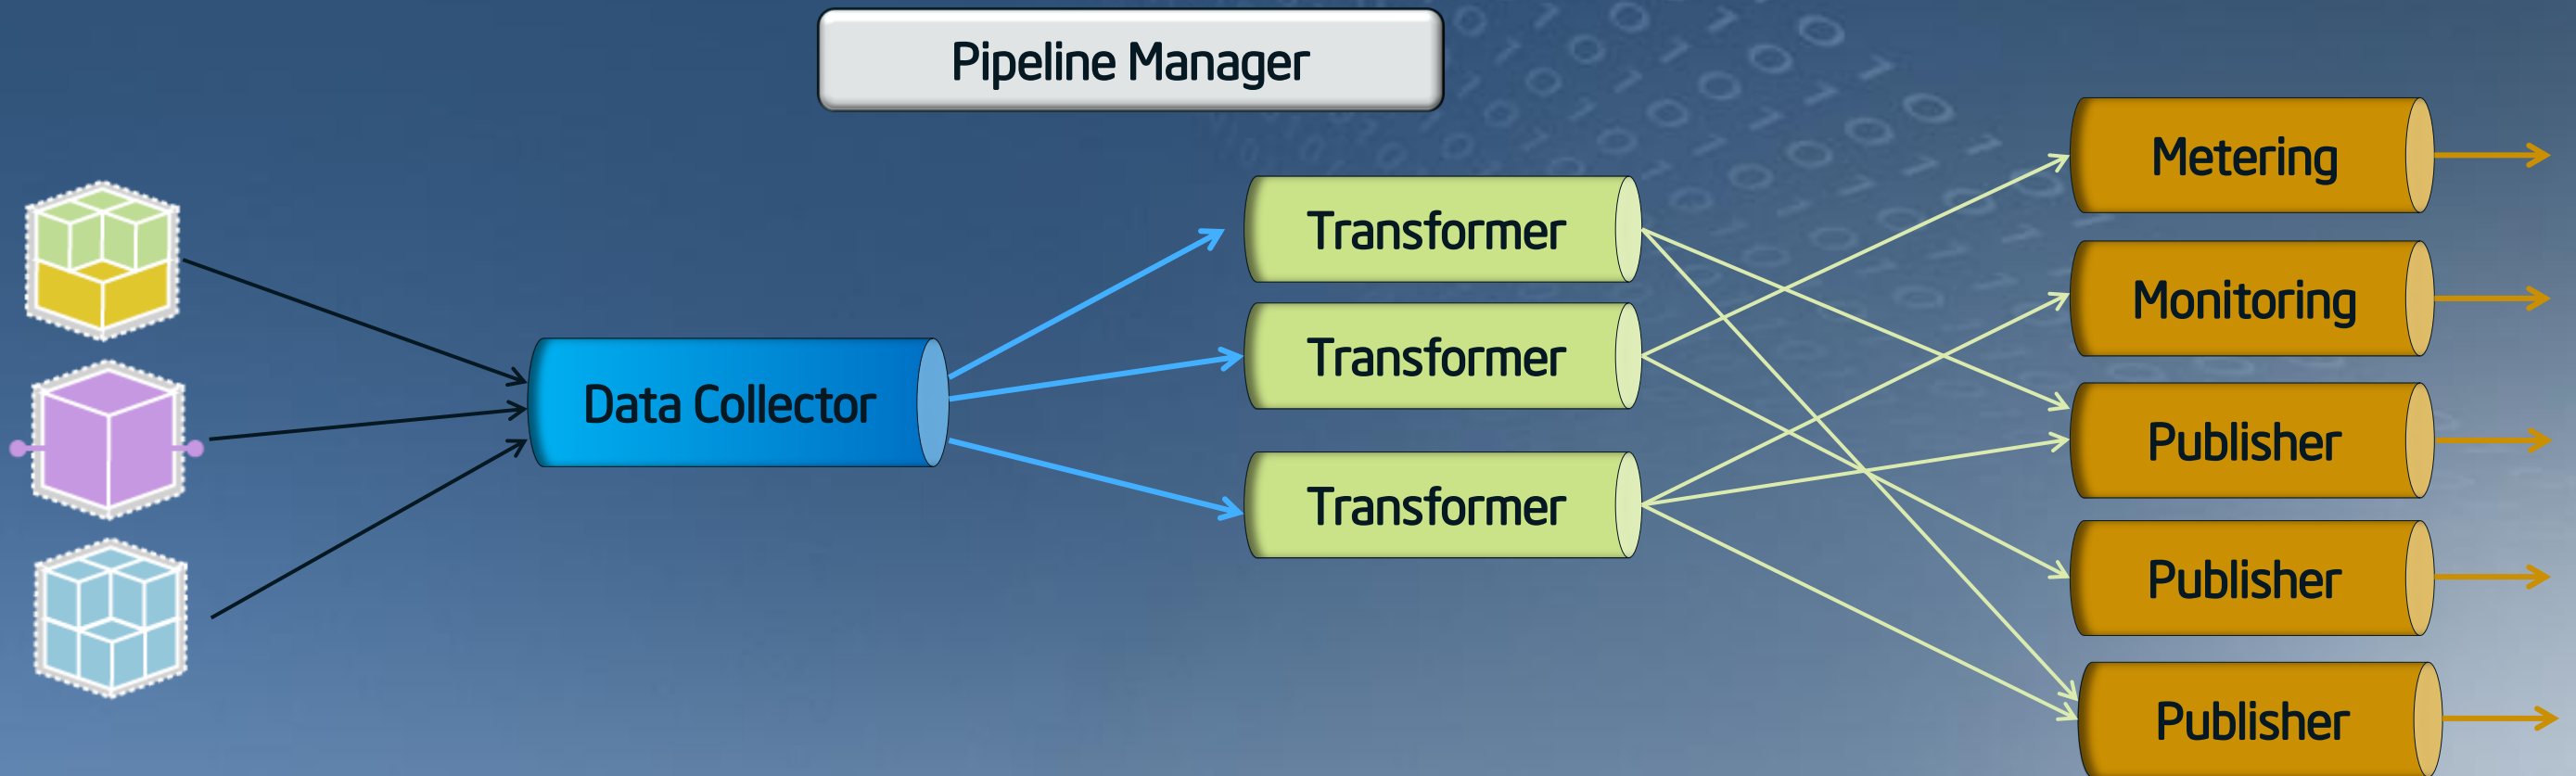 Pipeline Manager
Data Collector
Transformer
Transformer
Transformer
Metering
Monitoring
Publisher
Publisher
Publisher